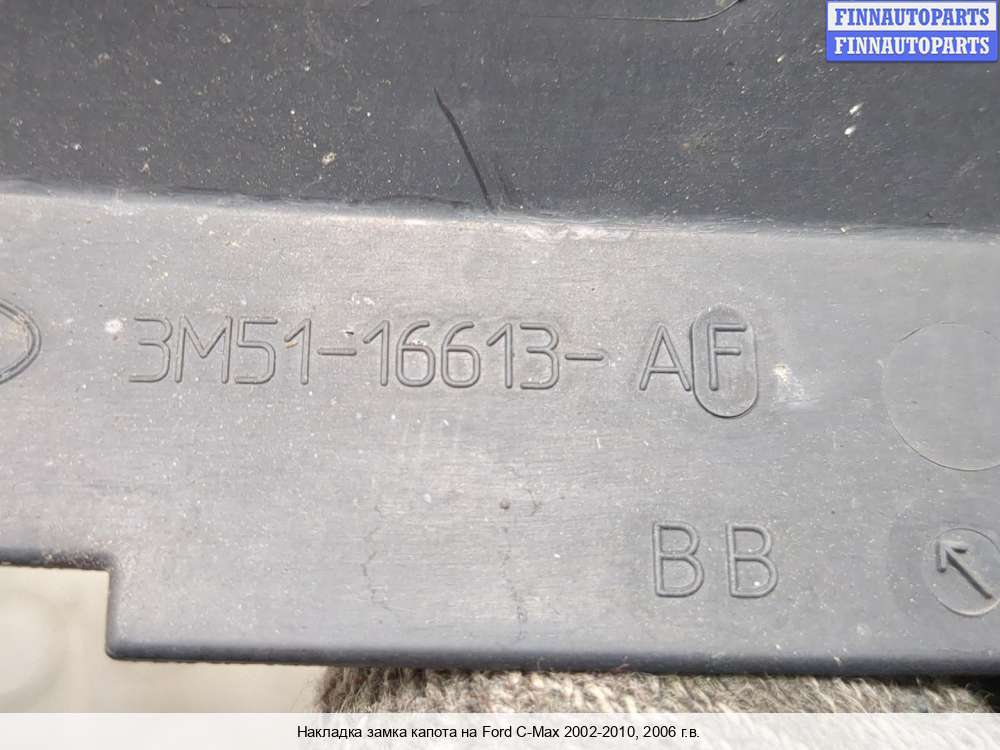 FINNAUTOPARTS
FINNAUTOPARTS
3M51-16613- AF
BB
Накладка замка капота на Ford C-Max 2002-2010, 2006 г.в.